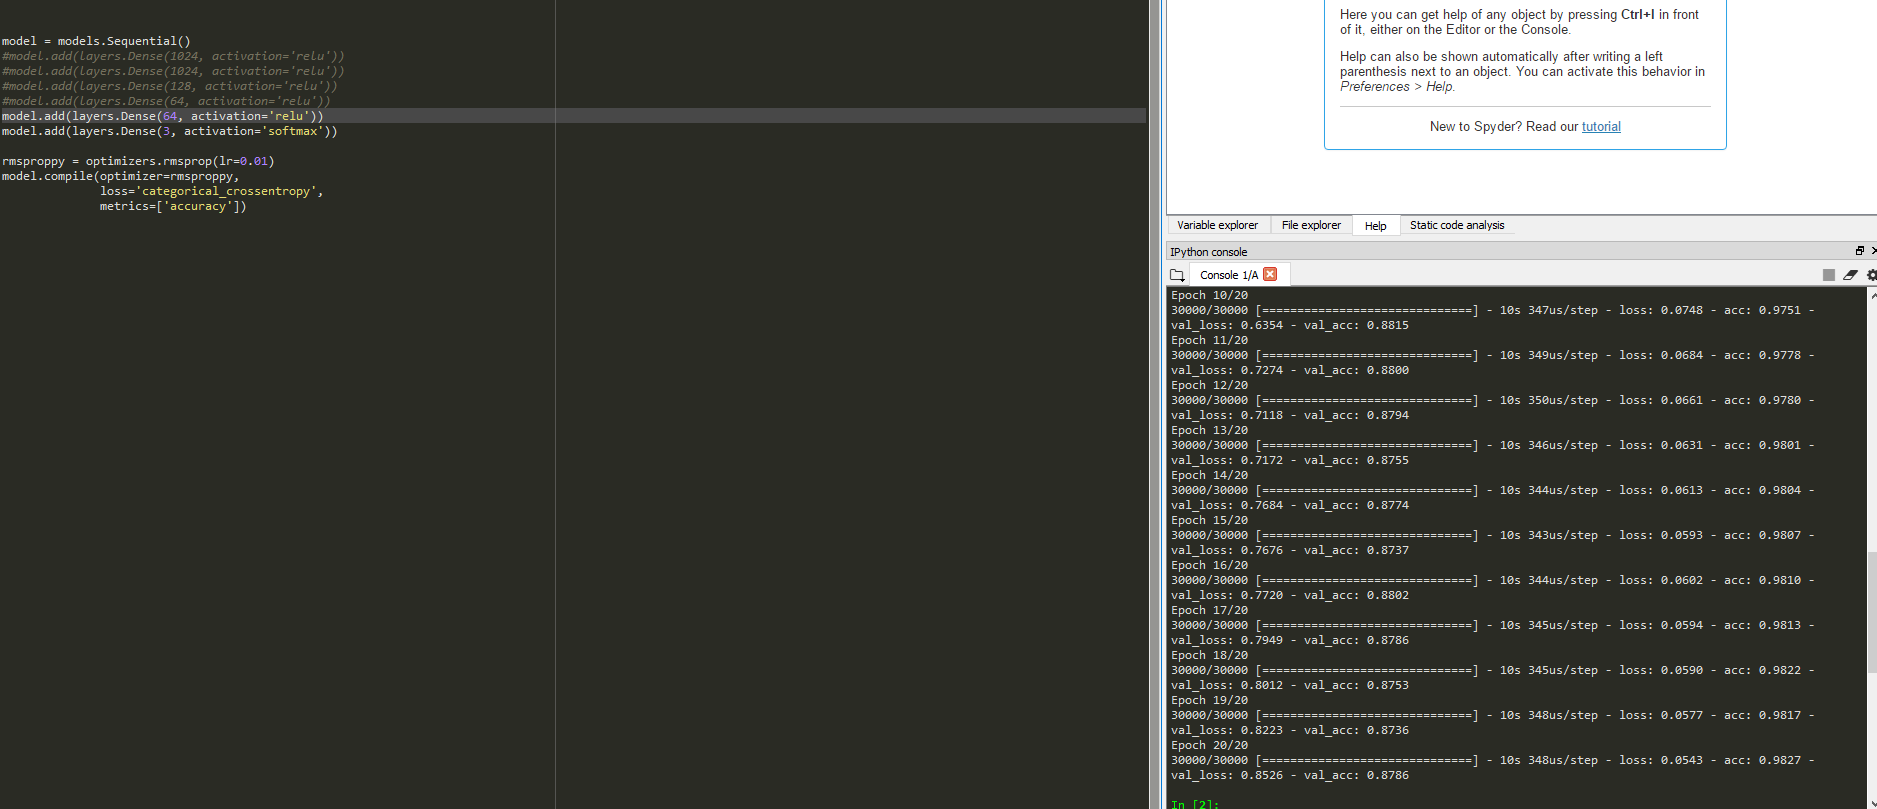 model = models.Sequential()
#model.add(layers.Dense(1024, activation='relu'))
#model.add(layers.Dense(1024, activation='relu'))
#model.add(layers.Dense(128, activation='relu'))
#model.add(layers.Dense(64, activation='relu'))
model.add(layers.Dense(64, activation='relu'))
model.add(layers.Dense(3, activation='softmax'))
rmsproppy = optimizers.rmsprop(lr=0.01)
model.compile(optimizer=rmsproppy,
loss='categorical_crossentropy',
metrics=['accuracy'])
Here you can get help of any object by pressing Ctrl+I in front
of it, either on the Editor or the Console.
Help can also be shown automatically after writing a left
parenthesis next to an object. You can activate this behavior in
Preferences > Help.
New to Spyder? Read our tutorial
Variable explorer File explorer Help Static code analysis
IPython console
Console 1/A
Epoch 10/20
30000/30000 [==============================] - 10s 347us/step - loss: 0.0748 - acc: 0.9751 -
val_loss: 0.6354 - val_acc: 0.8815
Epoch 11/20
30000/30000 [==============================] - 10s 349us/step - loss: 0.0684 - acc: 0.9778 -
val_loss: 0.7274 - val_acc: 0.8800
Epoch 12/20
30000/30000 [==============================] - 10s 350us/step - loss: 0.0661 - acc: 0.9780 -
val_loss: 0.7118 - val_acc: 0.8794
Epoch 13/20
30000/30000 [==============================] - 10s 346us/step - loss: 0.0631 - acc: 0.9801 -
val_loss: 0.7172 - val_acc: 0.8755
Epoch 14/20
30000/30000 [==============================] - 10s 344us/step - loss: 0.0613 - acc: 0.9804 -
val_loss: 0.7684 - val_acc: 0.8774
Epoch 15/20
30000/30000 [==============================] - 10s 343us/step - loss: 0.0593 - acc: 0.9807 -
val_loss: 0.7676 - val_acc: 0.8737
Epoch 16/20
30000/30000 [==============================] - 10s 344us/step - loss: 0.0602 - acc: 0.9810 -
val_loss: 0.7720 - val_acc: 0.8802
Epoch 17/20
30000/30000 [==============================] - 10s 345us/step - loss: 0.0594 - acc: 0.9813 -
val_loss: 0.7949 - val_acc: 0.8786
Epoch 18/20
30000/30000 [==============================] - 10s 345us/step - loss: 0.0590 - acc: 0.9822 -
val_loss: 0.8012 - val_acc: 0.8753
Epoch 19/20
30000/30000 [==============================] - 10s 348us/step - loss: 0.0577 - acc: 0.9817 -
val_loss: 0.8223 - val_acc: 0.8736
Epoch 20/20
30000/30000 [==============================] - 10s 348us/step - loss: 0.0543 - acc: 0.9827 -
val_loss: 0.8526 - val_acc: 0.8786
In [2]: